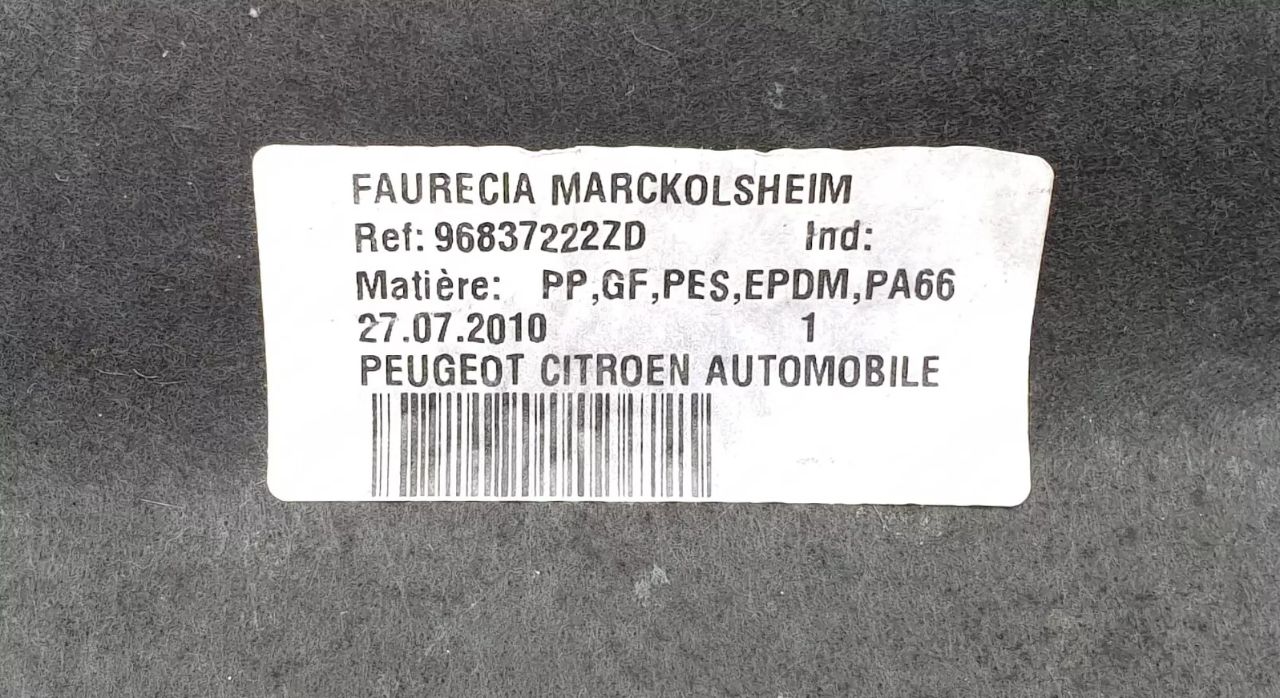 FAURECIA MARCKOLSHEIM
Ref: 96837222ZD Ind:
Matière: PP,GF,PES,EPDM,PA66
27.07.2010 1
PEUGEOT CITROEN AUTOMOBILE